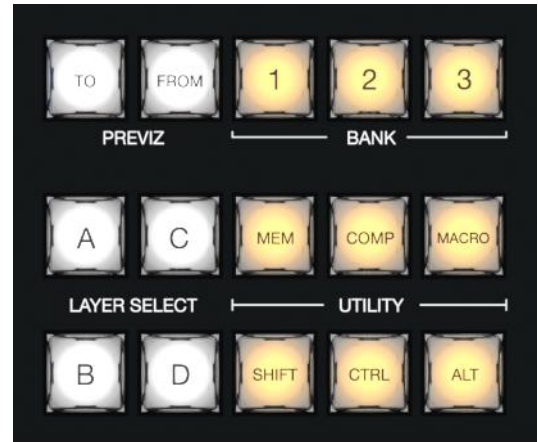 TO FROM 1 2 3
PREVIZ BANK
A C MEM COMP MACRO
LAYER SELECT UTILITY
B D SHIFT CTRL ALT